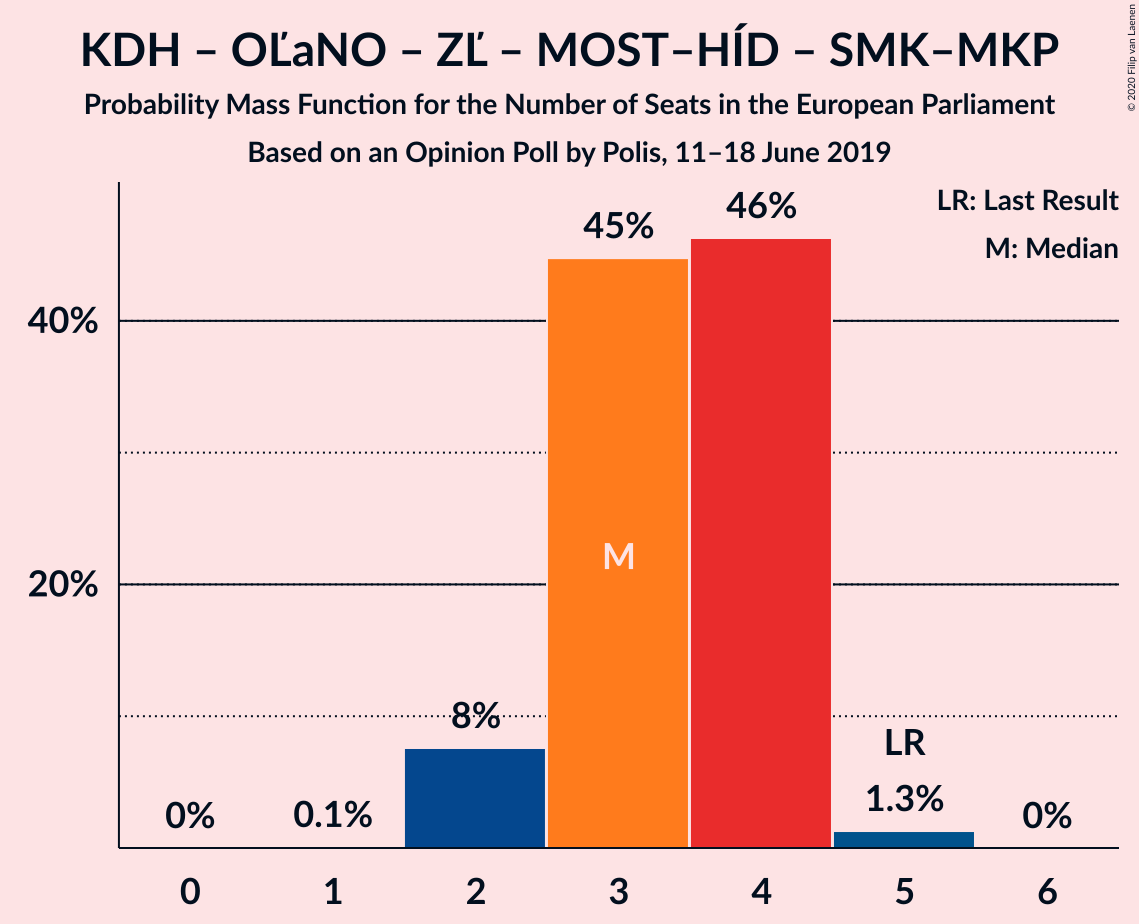 KDH – OĽaNO – ZĽ – MOST–HÍD – SMK–MKP
Probability Mass Function for the Number of Seats in the European Parliament
Based on an Opinion Poll by Polis, 11–18 June 2019
© 2020 Filip van Laenen
LR: Last Result
M: Median
40%
20%
0%
0.1%
8%
45%
M
46%
LR
1.3%
0%
0 1 2 3 4 5 6